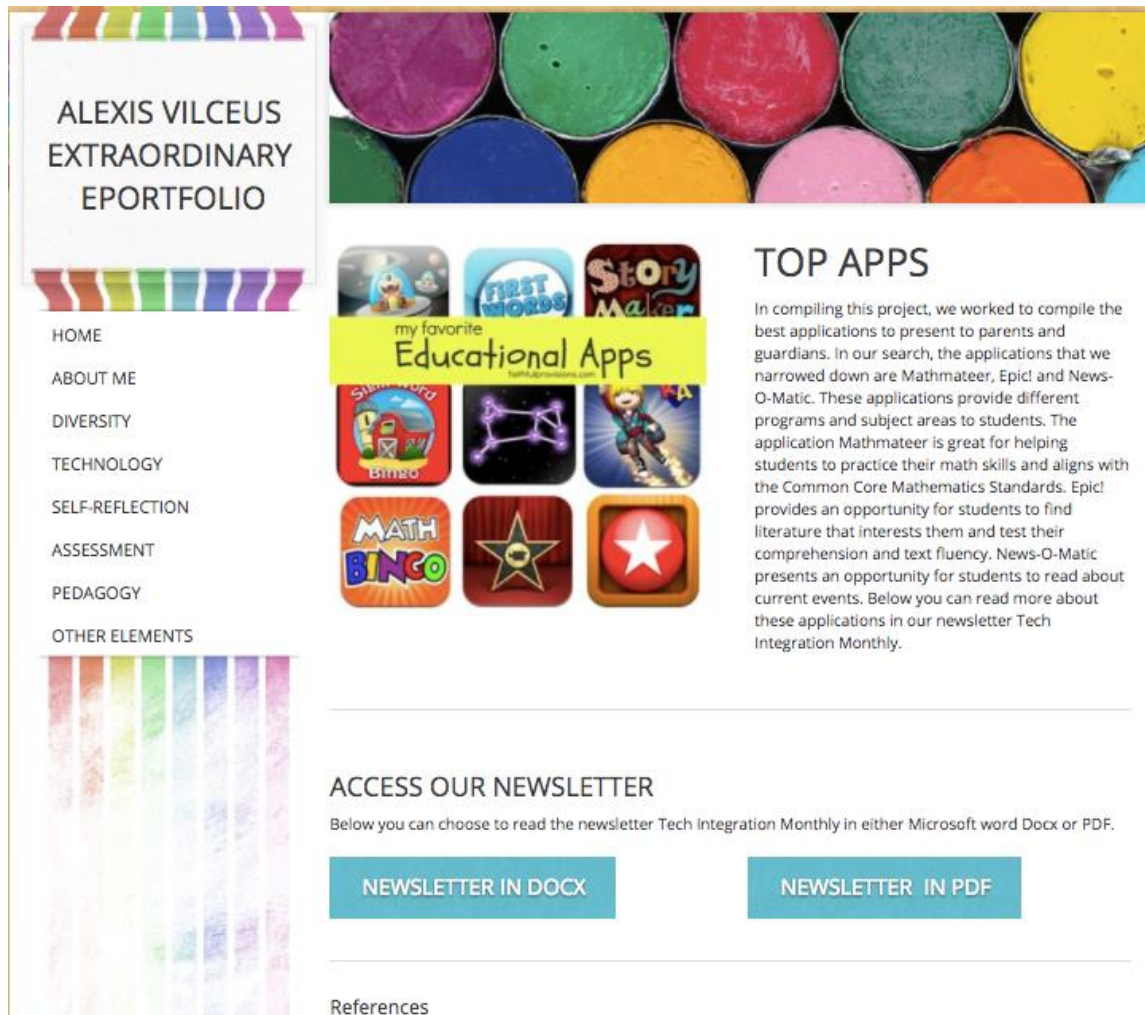 ALEXIS VILCEUS
EXTRAORDINARY
EPORTFOLIO
HOME
ABOUT ME
DIVERSITY
TECHNOLOGY
SELF-REFLECTION
ASSESSMENT
PEDAGOGY
OTHER ELEMENTS
FIRST
WORDS
StOry
Maker
my favorite
Educational Apps
faithfulprovisions.com
Sight Word
Bingo
MATH
BINGO
TOP APPS
In compiling this project, we worked to compile the
best applications to present to parents and
guardians. In our search, the applications that we
narrowed down are Mathmateer, Epic! and News-
O-Matic. These applications provide different
programs and subject areas to students. The
application Mathmateer is great for helping
students to practice their math skills and aligns with
the Common Core Mathematics Standards. Epic!
provides an opportunity for students to find
literature that interests them and test their
comprehension and text fluency. News-O-Matic
presents an opportunity for students to read about
current events. Below you can read more about
these applications in our newsletter Tech
Integration Monthly.
ACCESS OUR NEWSLETTER
Below you can choose to read the newsletter Tech Integration Monthly in either Microsoft word Docx or PDF.
NEWSLETTER IN DOCX
NEWSLETTER IN PDF
References